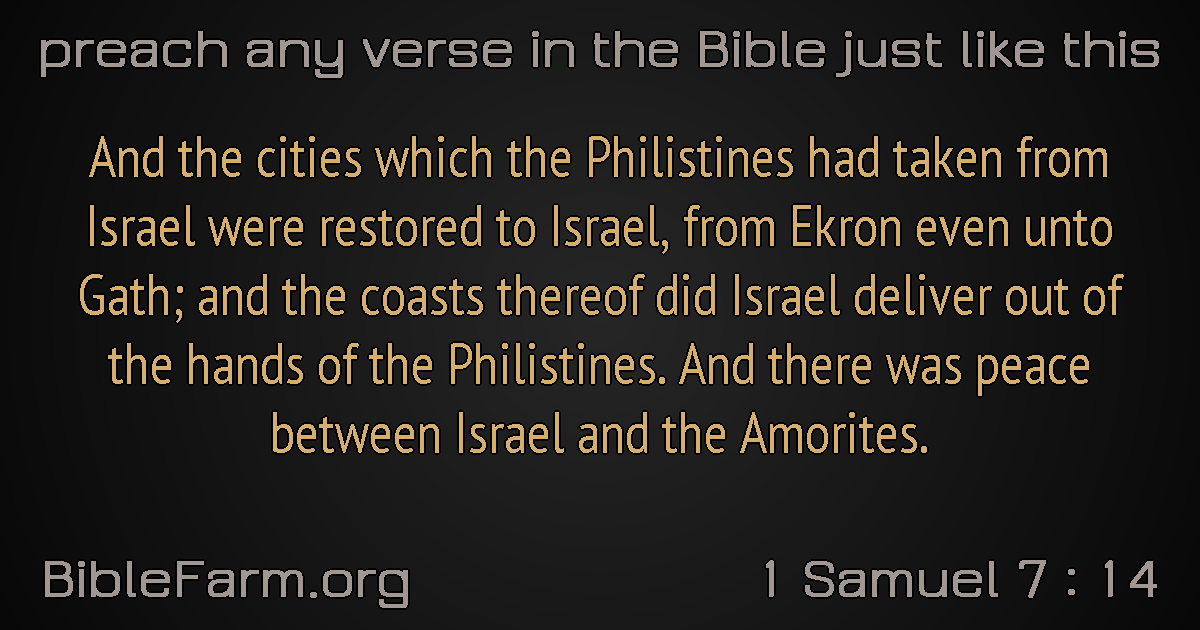 preach any verse in the Bible just like this
And the cities which the Philistines had taken from
Israel were restored to Israel, from Ekron even unto
Gath; and the coasts thereof did Israel deliver out of
the hands of the Philistines. And there was peace
between Israel and the Amorites.
BibleFarm.org
1 Samuel 7 : 14